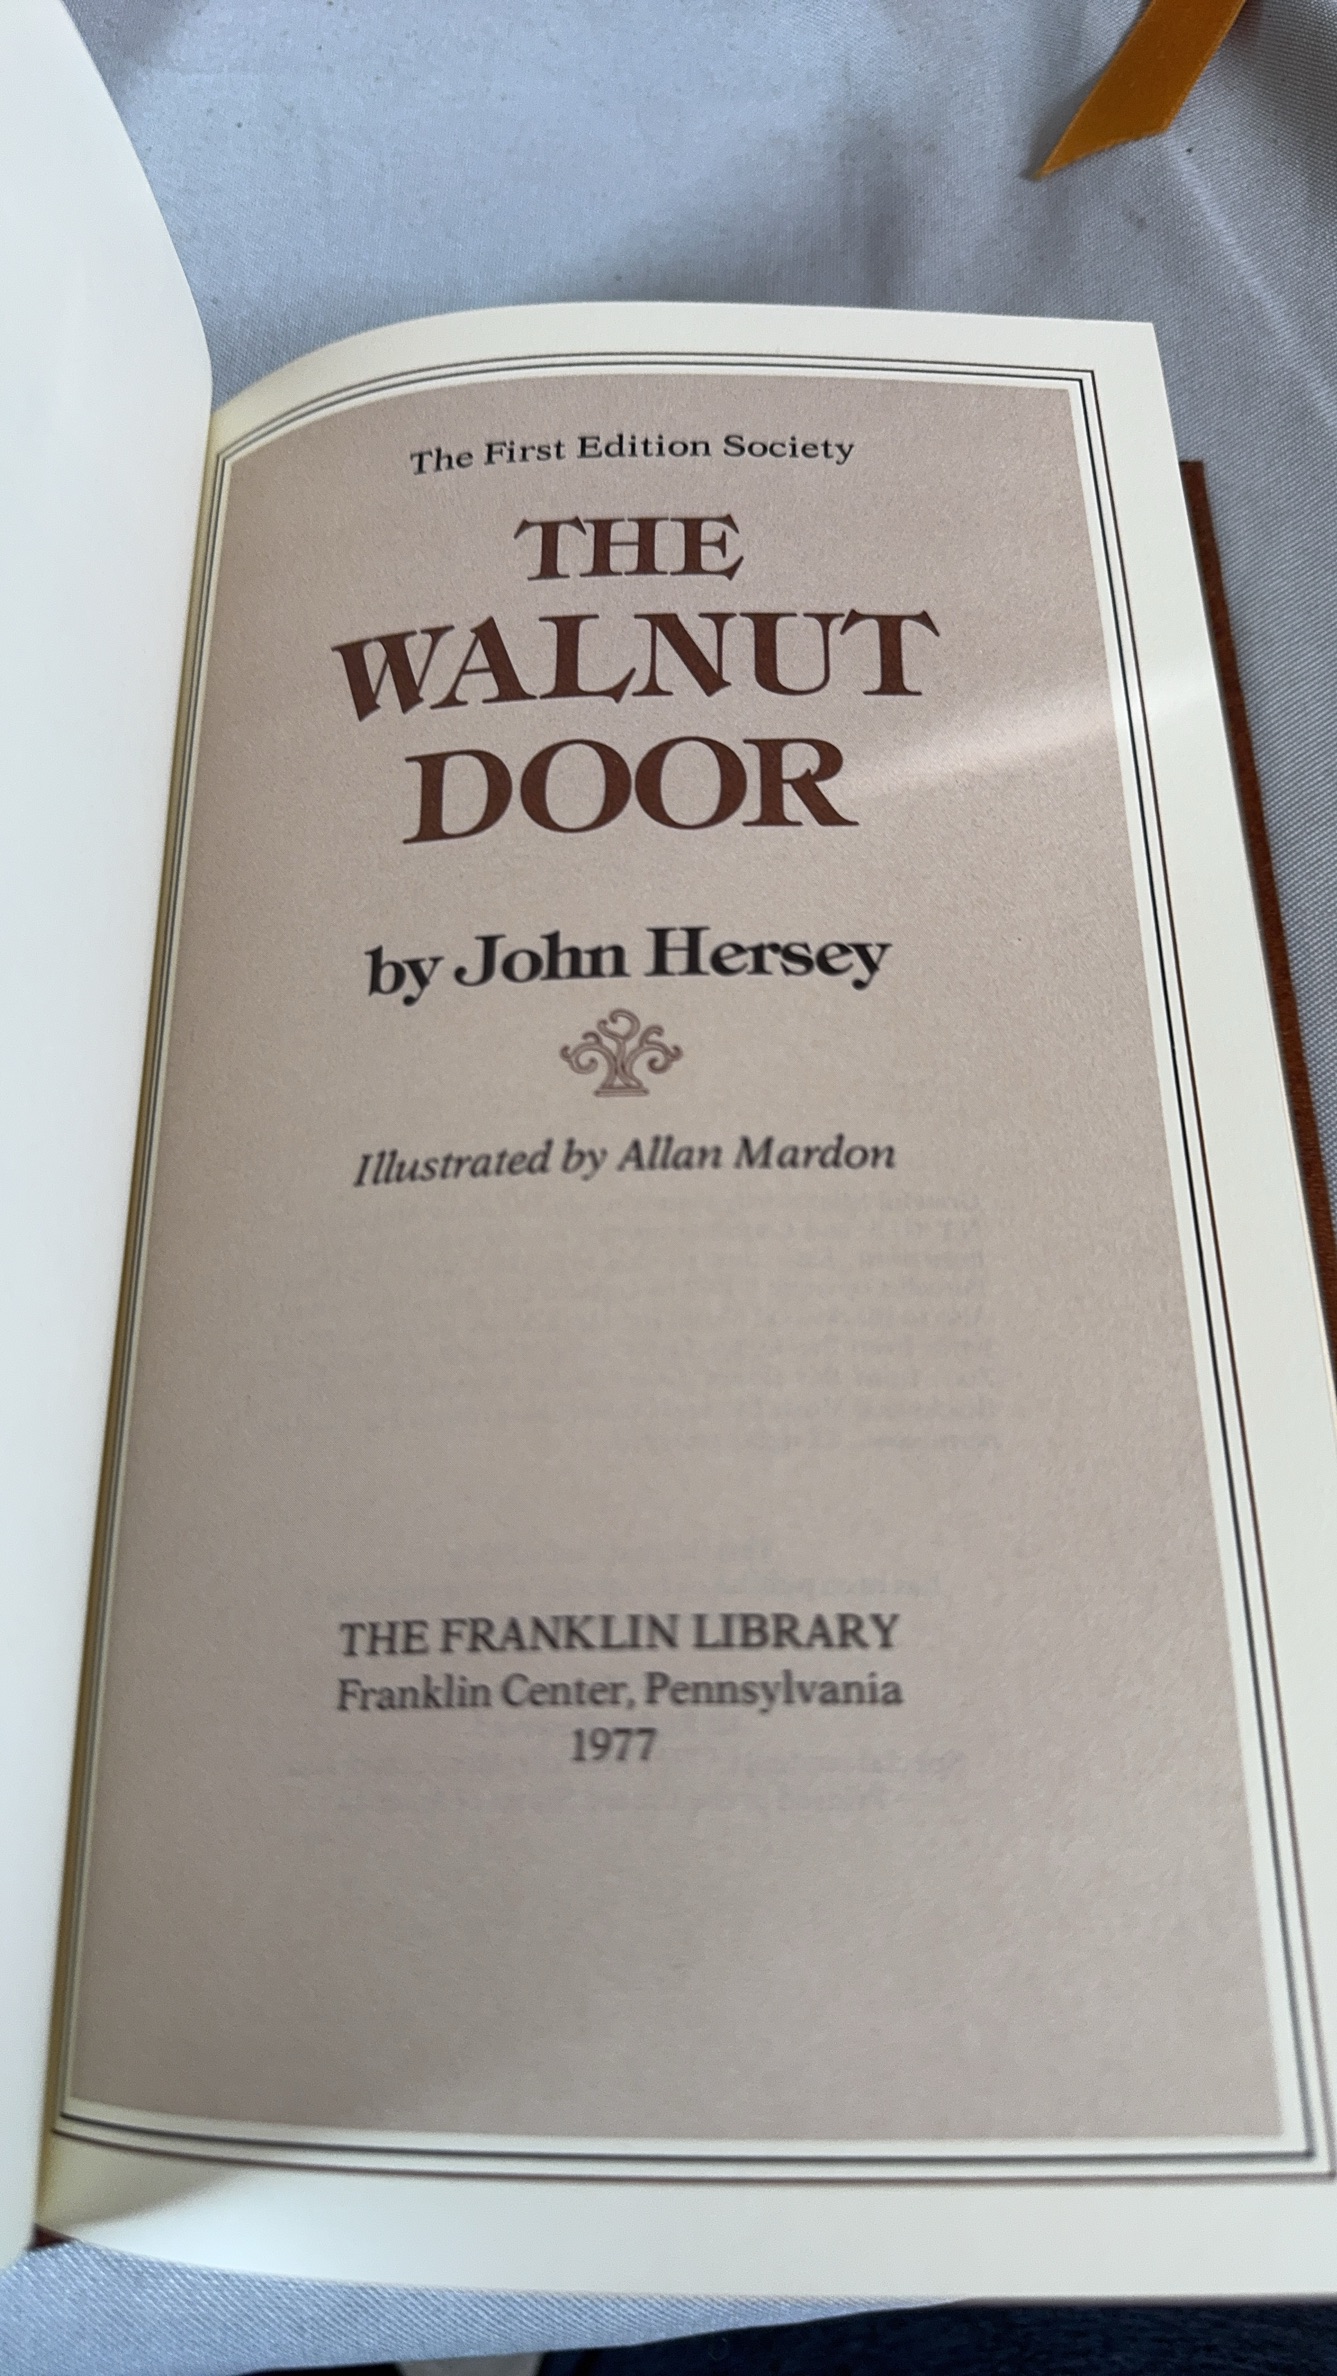 The First Edition Society
THE
WALNUT
DOOR
by John Hersey
Illustrated by Allan Mardon
THE FRANKLIN LIBRARY
Franklin Center, Pennsylvania
1977